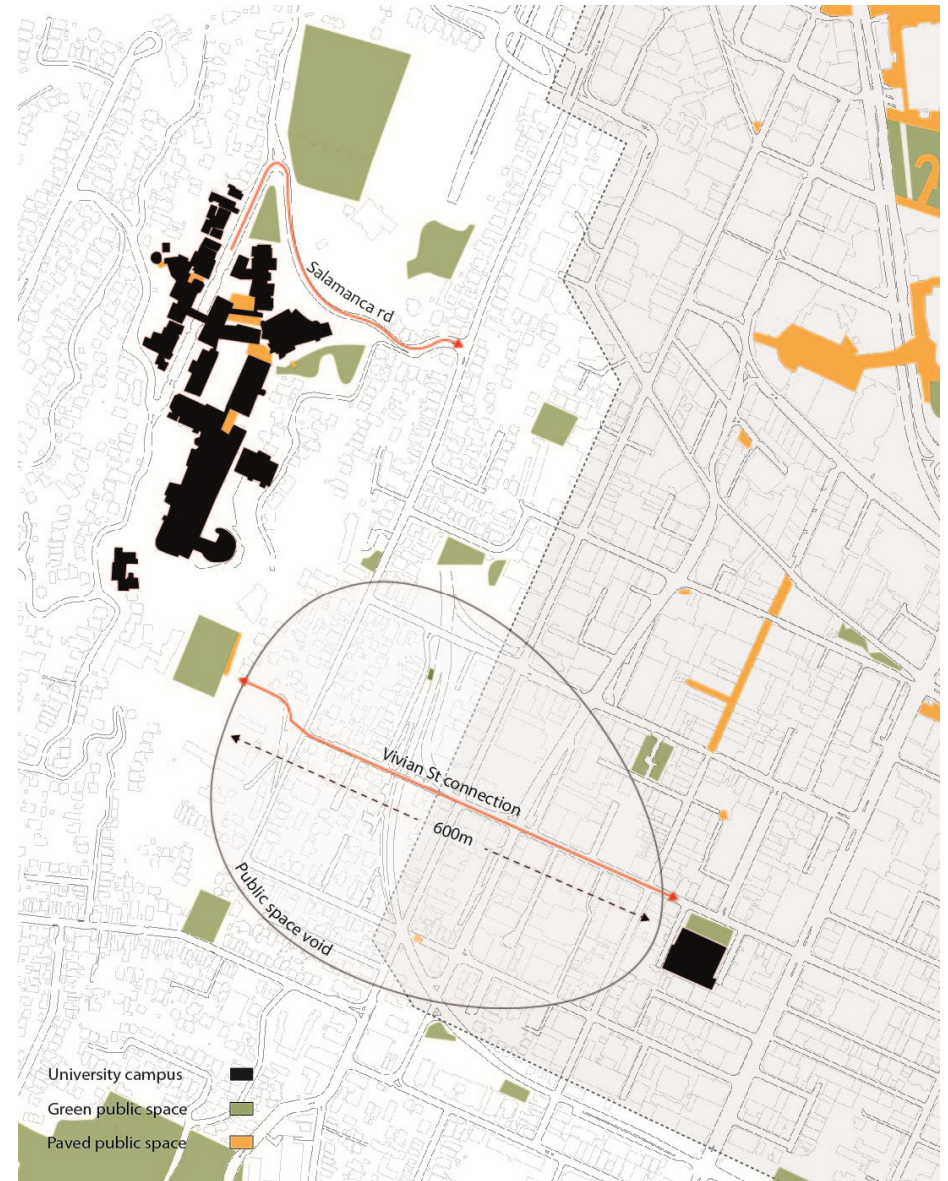 Salamanca rd
Vivian St connection
600m
Public space void
University campus
Green public space
Paved public space